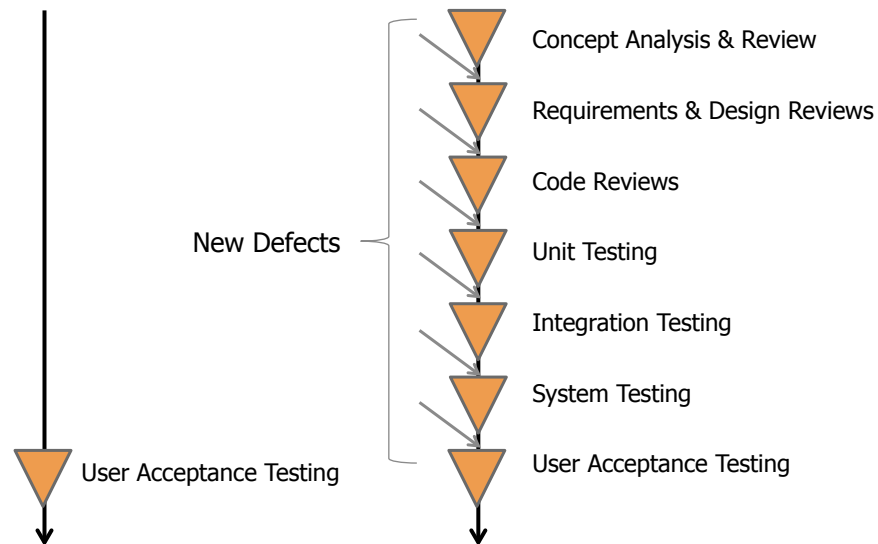 Concept Analysis & Review
Requirements & Design Reviews
Code Reviews
New Defects
Unit Testing
Integration Testing
System Testing
User Acceptance Testing
User Acceptance Testing